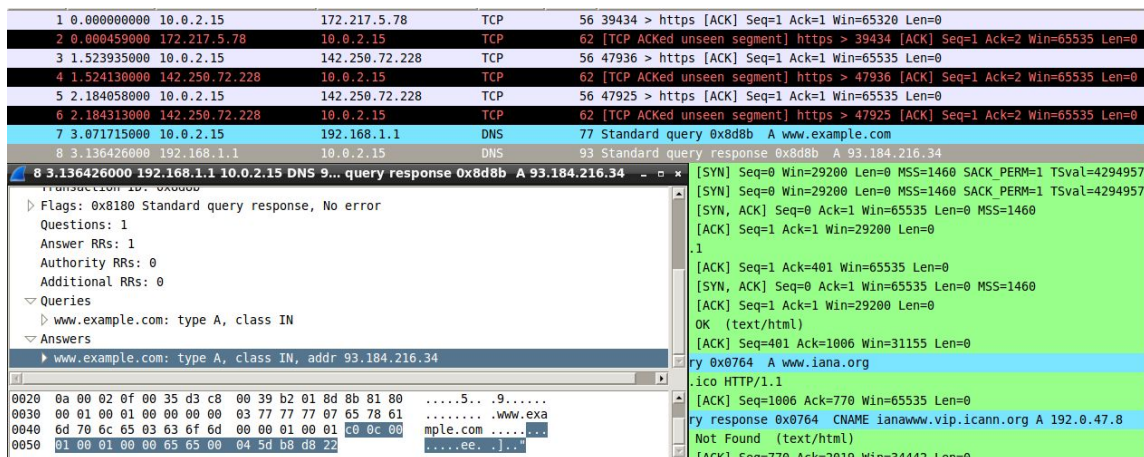 1 0.000000000 10.0.2.15 172.217.5.78 TCP 56 39434 > https [ACK] Seq=1 Ack=1 Win=65320 Len=0
2 0.000459000 172.217.5.78 10.0.2.15 TCP 62 [TCP ACKed unseen segment] https > 39434 [ACK] Seq=1 Ack=2 Win=65535 Len=0
3 1.523935000 10.0.2.15 142.250.72.228 TCP 56 47936 > https [ACK] Seq=1 Ack=1 Win=65535 Len=0
4 1.524130000 142.250.72.228 10.0.2.15 TCP 62 [TCP ACKed unseen segment] https > 47936 [ACK] Seq=1 Ack=2 Win=65535 Len=0
5 2.184058000 10.0.2.15 142.250.72.228 TCP 56 47925 > https [ACK] Seq=1 Ack=1 Win=65535 Len=0
6 2.184313000 142.250.72.228 10.0.2.15 TCP 62 [TCP ACKed unseen segment] https > 47925 [ACK] Seq=1 Ack=2 Win=65535 Len=0
7 3.071715000 10.0.2.15 192.168.1.1 DNS 77 Standard query 0x8d8b A www.example.com
8 3.136426000 192.168.1.1 10.0.2.15 DNS 93 Standard query response 0x8d8b A 93.184.216.34
8 3.136426000 192.168.1.1 10.0.2.15 DNS 9... query response 0x8d8b A 93.184.216.34
Transaction ID: 0x8d8b
Flags: 0x8180 Standard query response, No error
Questions: 1
Answer RRs: 1
Authority RRs: 0
Additional RRs: 0
Queries
www.example.com: type A, class IN
Answers
www.example.com: type A, class IN, addr 93.184.216.34
0020 0a 00 02 0f 00 35 d3 c8 00 39 b2 01 8d 8b 81 80 .....5.. .9......
0030 00 01 00 01 00 00 00 00 03 77 77 77 07 65 78 61 ........ .www.exa
0040 6d 70 6c 65 03 63 6f 6d 00 00 01 00 01 c0 0c 00 mple.com ........
0050 01 00 01 00 00 65 65 00 04 5d b8 d8 22 .....ee. .].."
[SYN] Seq=0 Win=29200 Len=0 MSS=1460 SACK_PERM=1 TSval=4294957
[SYN] Seq=0 Win=29200 Len=0 MSS=1460 SACK_PERM=1 TSval=4294957
[SYN, ACK] Seq=0 Ack=1 Win=65535 Len=0 MSS=1460
[ACK] Seq=1 Ack=1 Win=29200 Len=0
.1
[ACK] Seq=1 Ack=401 Win=65535 Len=0
[SYN, ACK] Seq=0 Ack=1 Win=65535 Len=0 MSS=1460
[ACK] Seq=1 Ack=1 Win=29200 Len=0
OK (text/html)
[ACK] Seq=401 Ack=1006 Win=31155 Len=0
ry 0x0764 A www.iana.org
.ico HTTP/1.1
[ACK] Seq=1006 Ack=770 Win=65535 Len=0
ry response 0x0764 CNAME ianawww.vip.icann.org A 192.0.47.8
Not Found (text/html)
[ACK] Seq=770 Ack=2019 Win=34442 Len=0